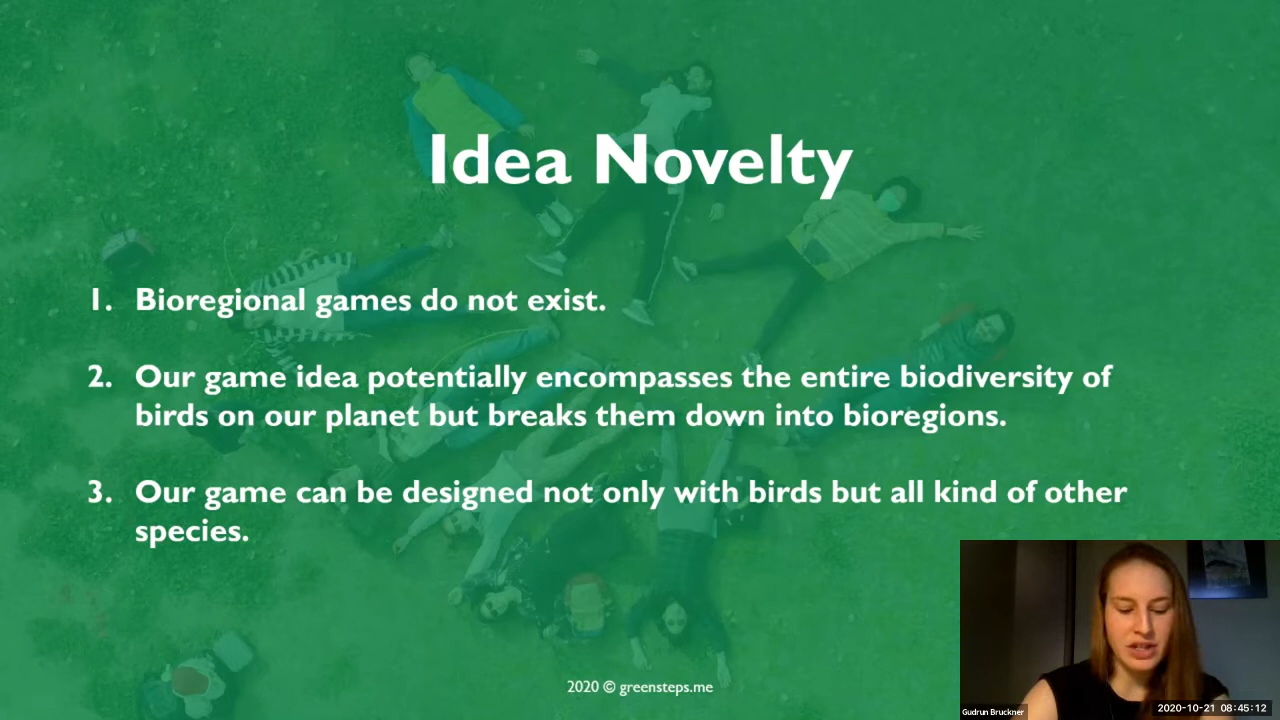 Idea Novelty
1. Bioregional games do not exist.
2. Our game idea potentially encompasses the entire biodiversity of
birds on our planet but breaks them down into bioregions.
3. Our game can be designed not only with birds but all kind of other
species.
2020 © greensteps.me
Gudrun Bruckner
2020-10-21 08:45:12